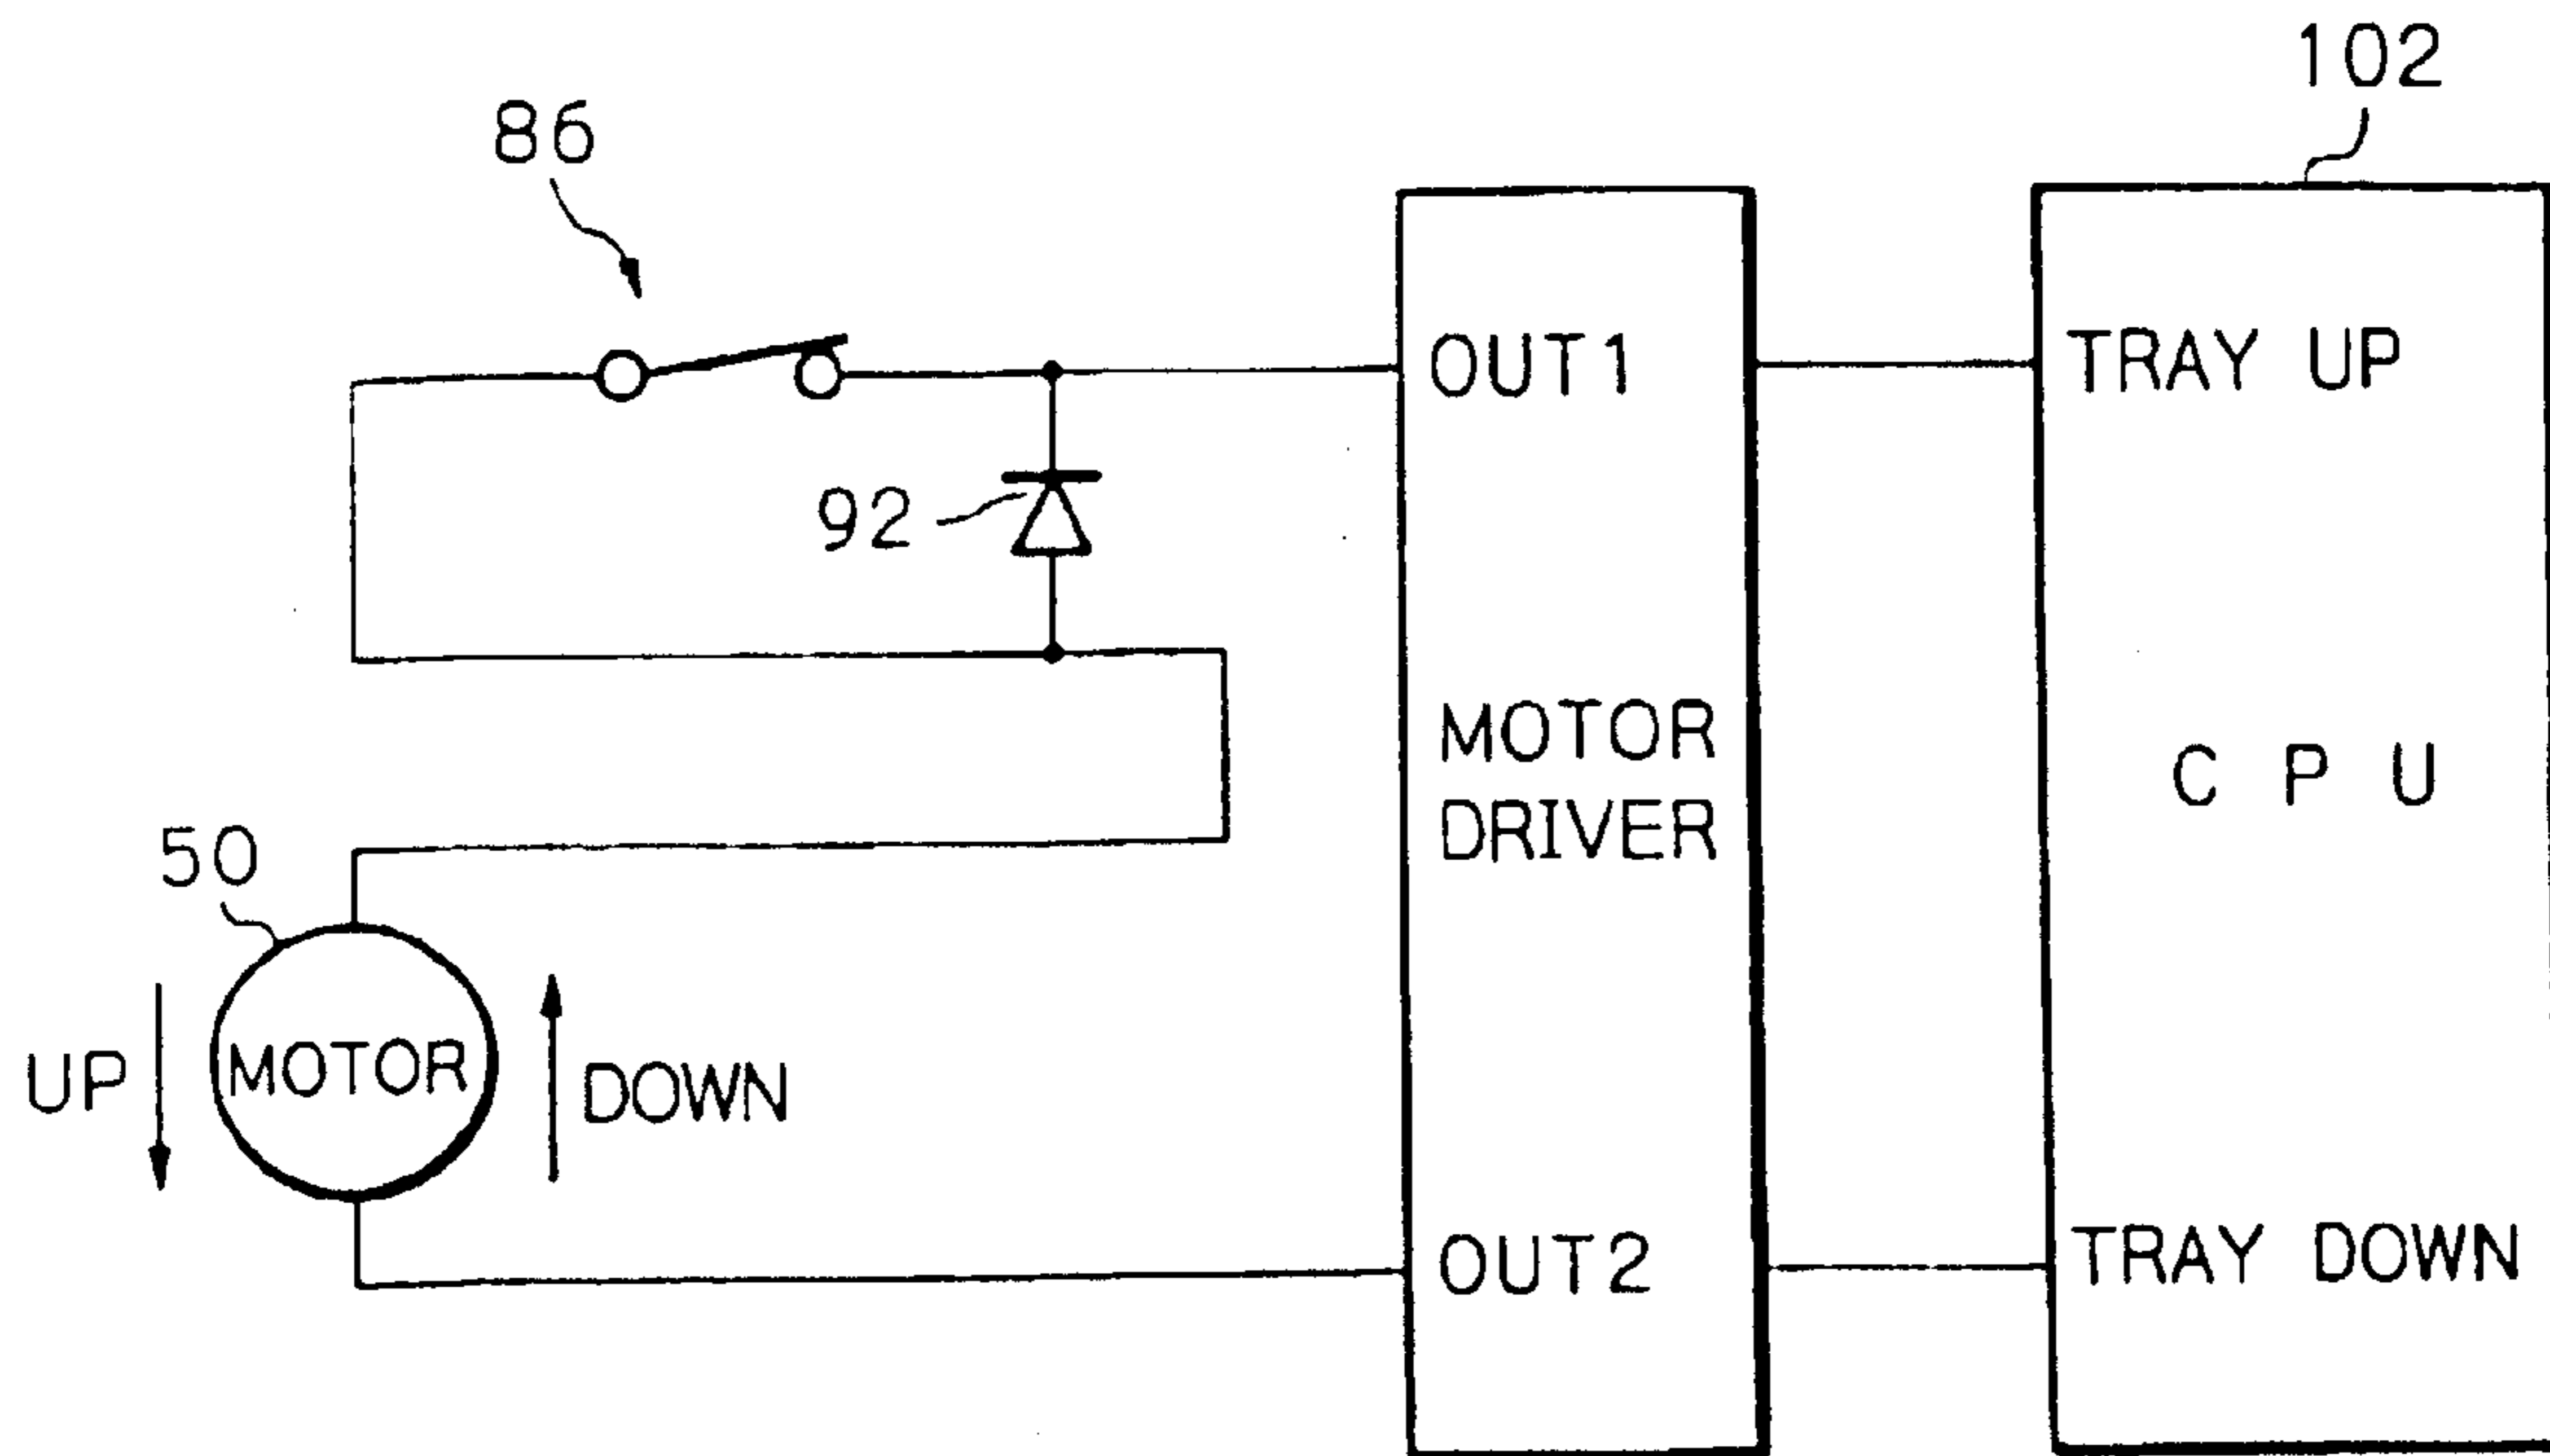 102
86
OUT1
TRAY UP
92
MOTOR
DRIVER
C P U
50
UP
MOTOR
DOWN
OUT2
TRAY DOWN